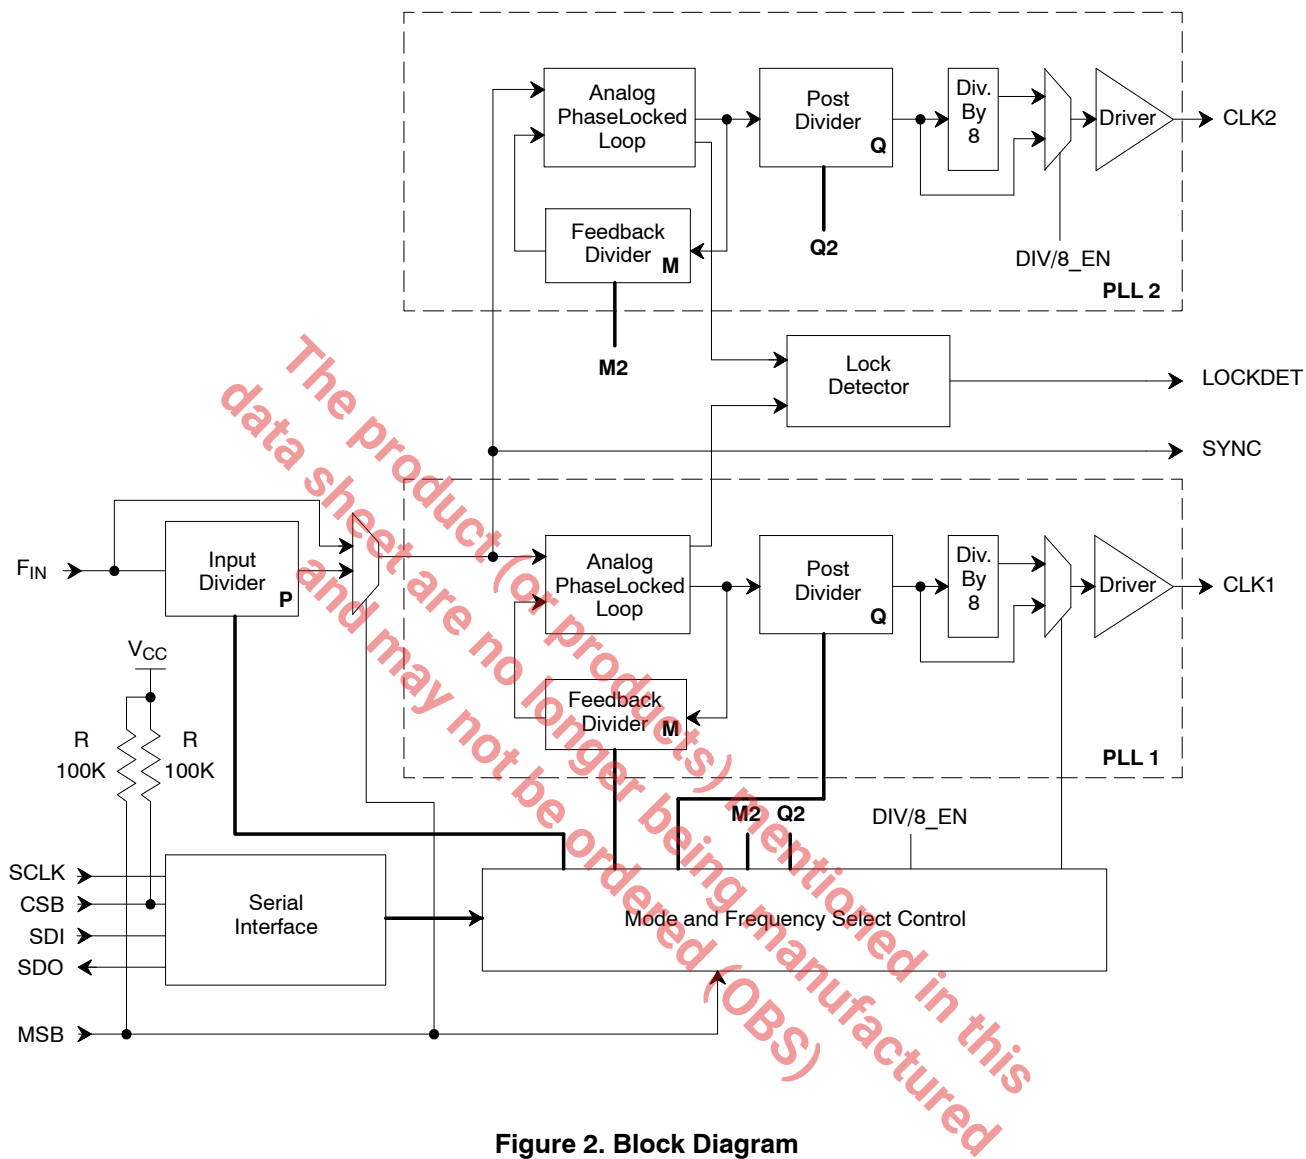 Analog
PhaseLocked
Loop
Post
Divider
Q
Div.
By
8
Driver
CLK2
Feedback
Divider
M
Q2
DIV/8_EN
PLL 2
M2
Lock
Detector
LOCKDET
SYNC
FIN
Input
Divider
P
Analog
PhaseLocked
Loop
Post
Divider
Q
Div.
By
8
Driver
CLK1
Feedback
Divider
M
PLL 1
VCC
R
100K
R
100K
M2
Q2
DIV/8_EN
SCLK
CSB
SDI
SDO
MSB
Serial
Interface
Mode and Frequency Select Control
The product (or products) mentioned in this
data sheet are no longer being manufactured
and may not be ordered (OBS)
Figure 2. Block Diagram